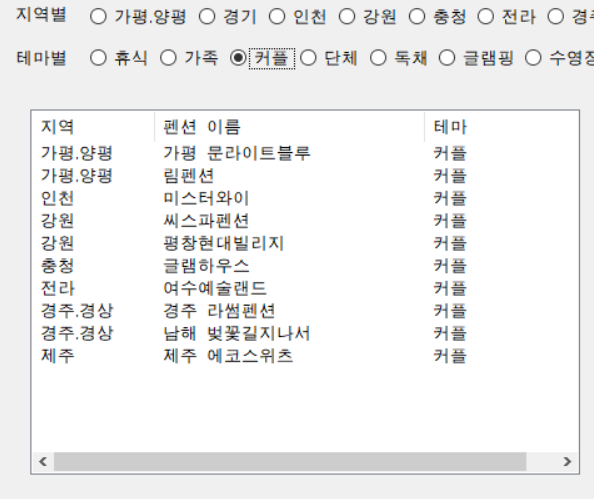 지역별 가평.양평 경기 인천 강원 충청 전라
테마별 휴식 가족 커플 단체 독채 글램핑 수영장
지역 펜션 이름 테마
가평.양평 가평 문라이트블루 커플
가평.양평 림펜션 커플
인천 미스터와이 커플
강원 씨스파펜션 커플
강원 평창현대빌리지 커플
충청 글램하우스 커플
전라 여수예술랜드 커플
경주.경상 경주 라썸펜션 커플
경주.경상 남해 벚꽃길지나서 커플
제주 제주 에코스위츠 커플